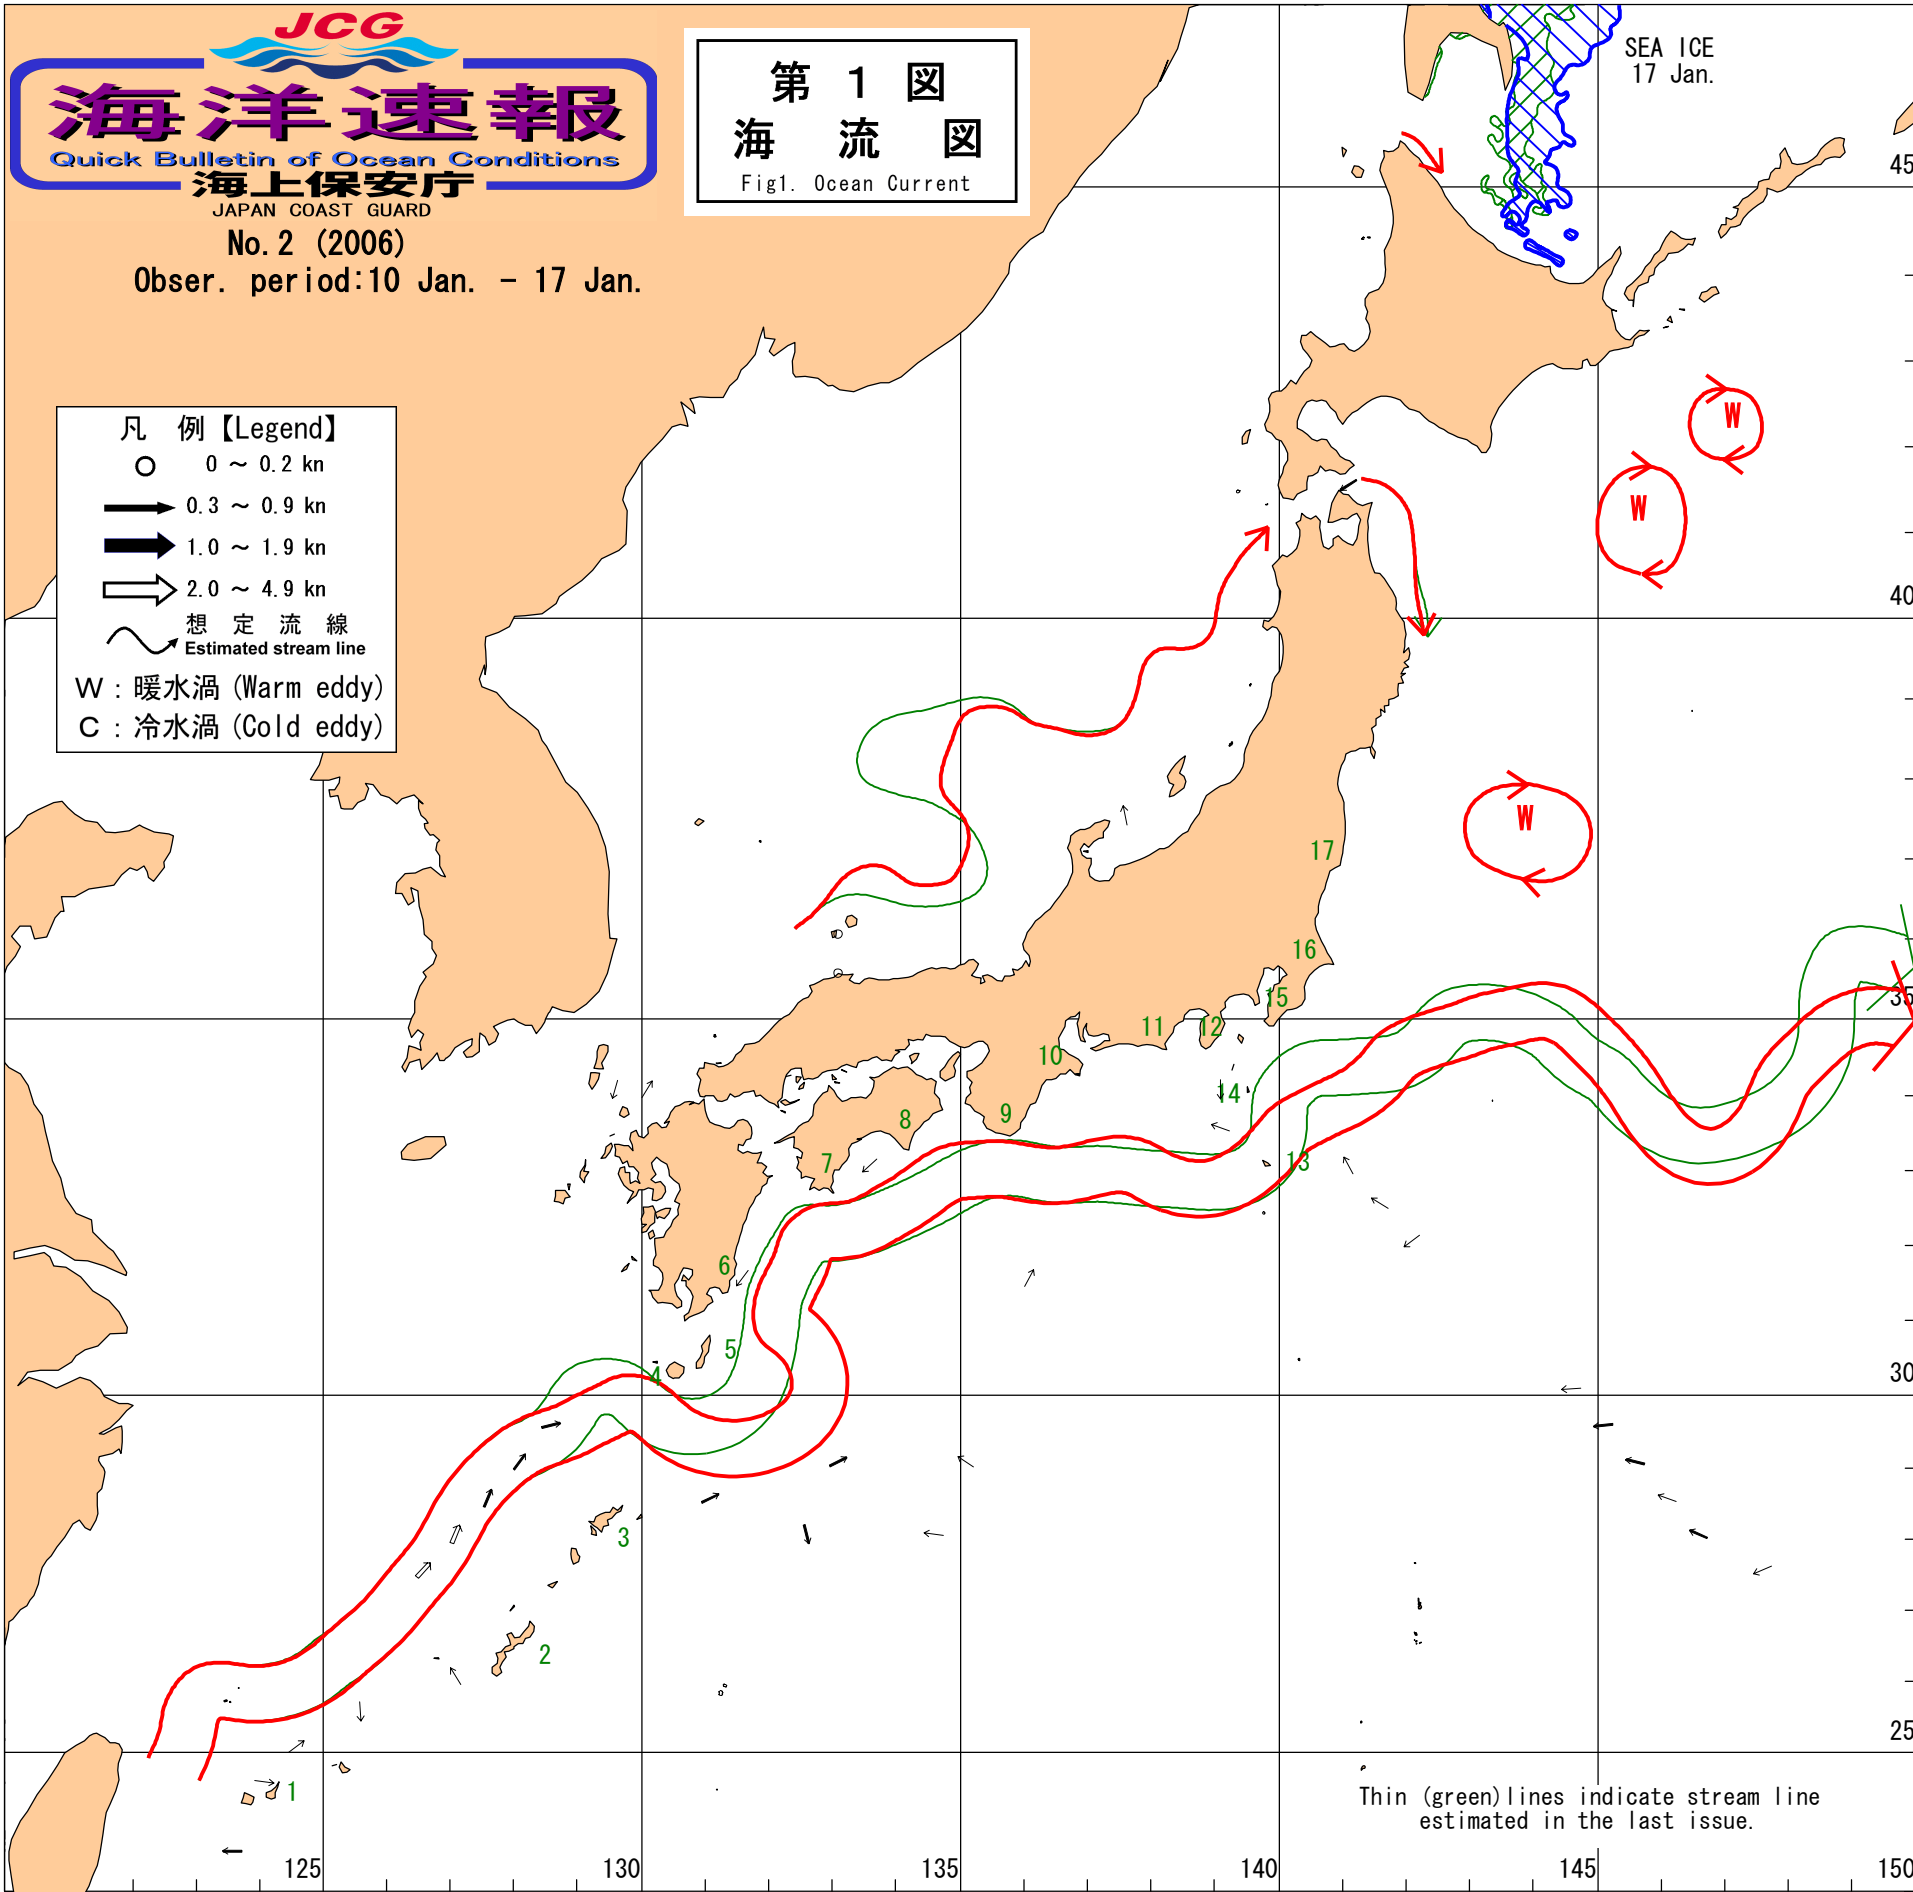 JCG
海洋速報
Quick Bulletin of Ocean Conditions
海上保安庁
JAPAN COAST GUARD
No.2 (2006)
Obser. period:10 Jan. - 17 Jan.
第 1 図
海 流 図
Fig1. Ocean Current
SEA ICE
17 Jan.
凡 例【Legend】
0 ～ 0.2 kn
0.3 ～ 0.9 kn
1.0 ～ 1.9 kn
2.0 ～ 4.9 kn
想 定 流 線
Estimated stream line
W : 暖水渦 (Warm eddy)
C : 冷水渦 (Cold eddy)
45
W
W
40
W
17
16
35
15
12
11
10
14
9
8
13
7
6
5
4
30
3
2
25
1
Thin (green)lines indicate stream line
estimated in the last issue.
125
130
135
140
145
150